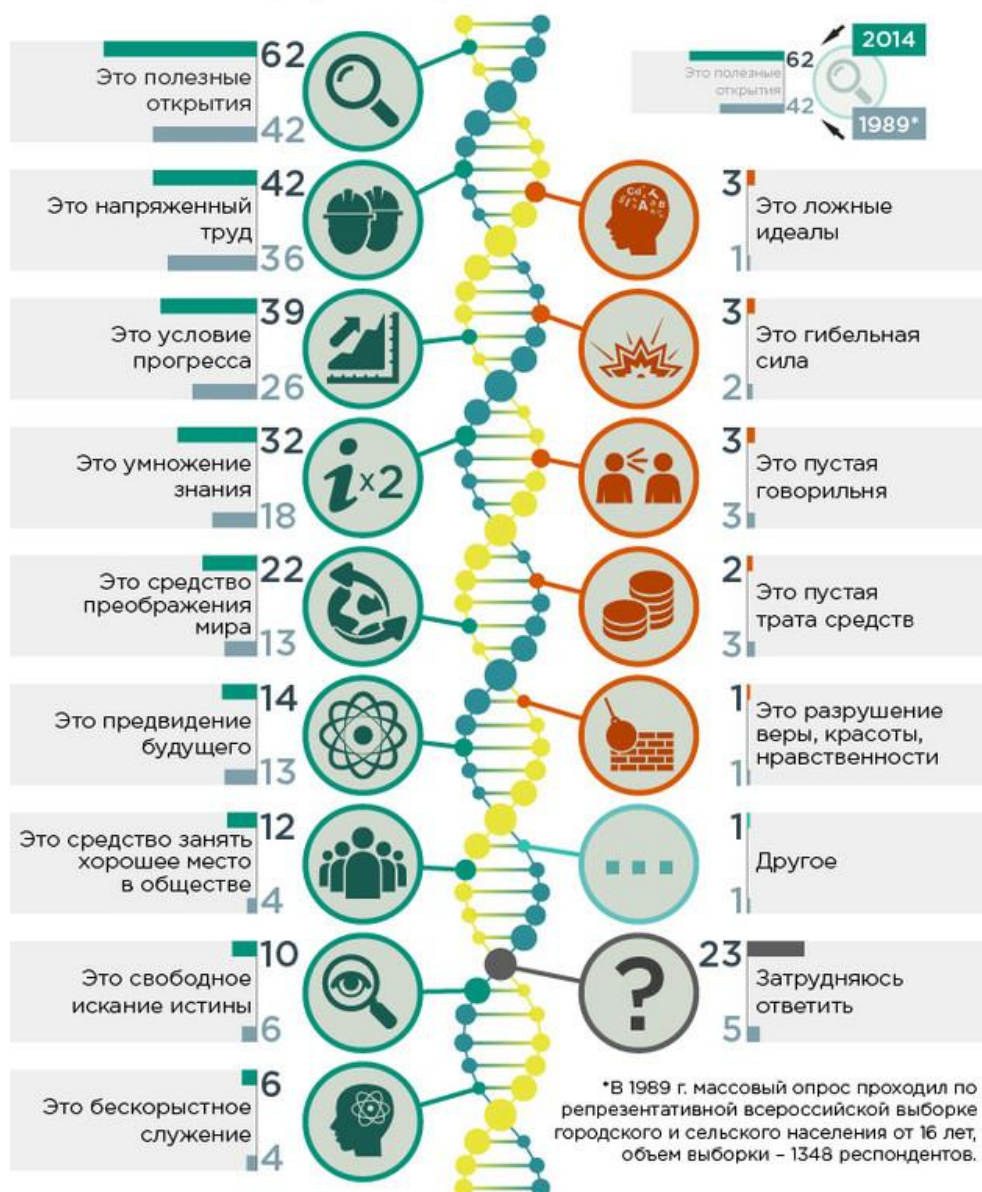 62
Это полезные
открытия
42
2014
62
Это полезные
открытия
42
1989*
42
Это напряженный
труд
36
3
Это ложные
идеалы
1
39
Это условие
прогресса
26
3
Это гибельная
сила
2
32
Это умножение
знания
18
i x2
3
Это пустая
говорильня
3
22
Это средство
преображения
мира
13
2
Это пустая
трата средств
3
14
Это предвидение
будущего
13
1
Это разрушение
веры, красоты,
нравственности
1
12
Это средство занять
хорошее место
в обществе
4
...
1
Другое
1
10
Это свободное
искание истины
6
?
23
Затрудняюсь
ответить
5
6
Это бескорыстное
служение
4
*В 1989 г. массовый опрос проходил по
репрезентативной всероссийской выборке
городского и сельского населения от 16 лет,
объем выборки – 1348 респондентов.